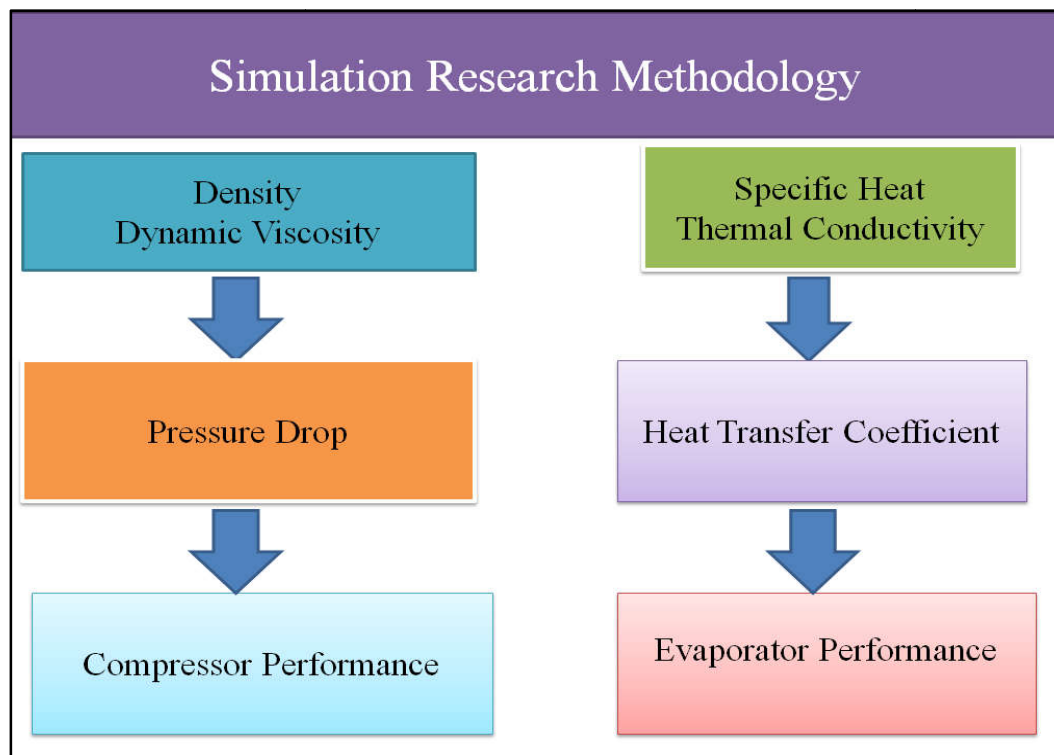 Simulation Research Methodology
Density
Dynamic Viscosity
Specific Heat
Thermal Conductivity
Pressure Drop
Heat Transfer Coefficient
Compressor Performance
Evaporator Performance